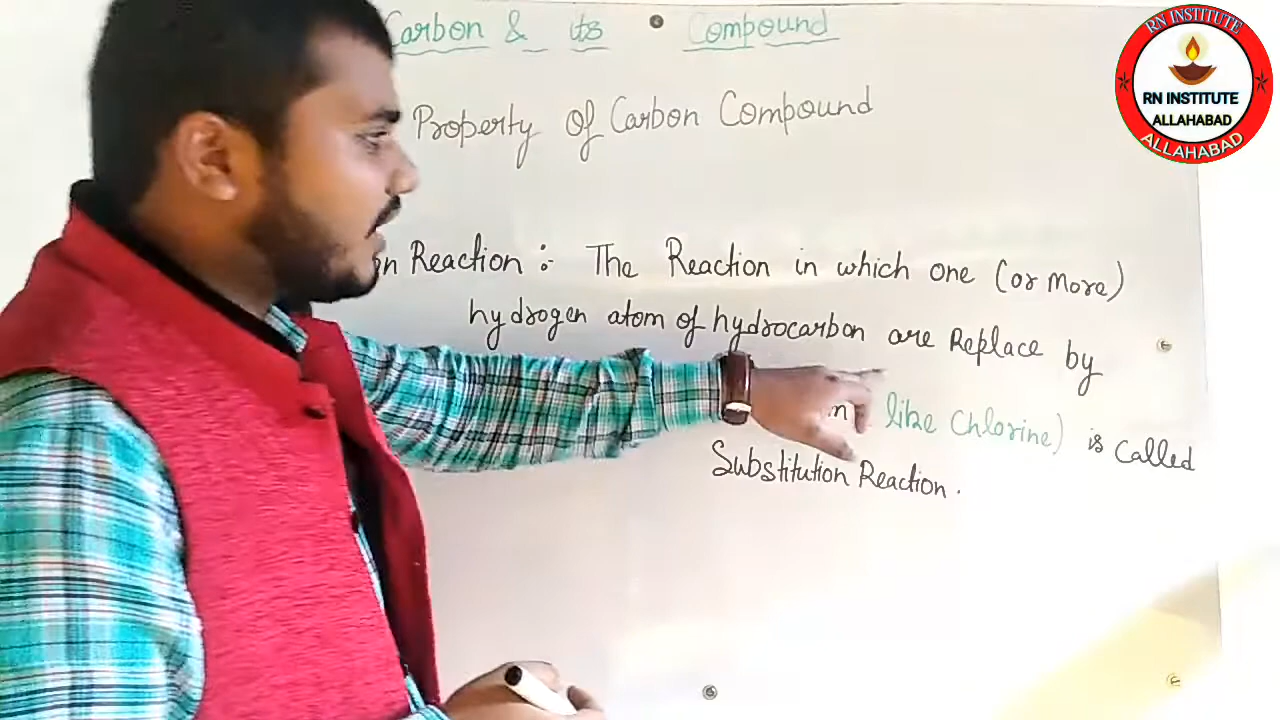 Carbon & its Compound
Property of Carbon Compound
Reaction :- The Reaction in which one (or More)
hydrogen atom of hydrocarbon are Replace by
like Chlorine) is called
Substitution Reaction.
RN INSTITUTE
RN INSTITUTE
ALLAHABAD
ALLAHABAD